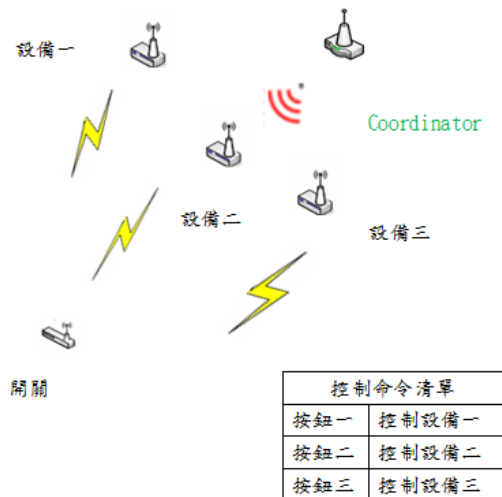 設備一
Coordinator
設備二
設備三
開關
控制命令清單
按鈕一 控制設備一
按鈕二 控制設備二
按鈕三 控制設備三